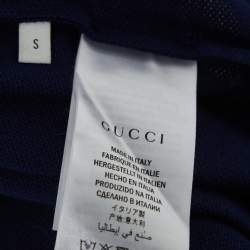 S
GUCCI
MADE IN ITALY
FABRIQUÉ EN ITALIE
HERGESTELLT IN ITALIEN
HECHO EN ITALIA
PRODUZIDO NA ITALIA
СДЕЛАНО В ИТАЛИИ
イタリア製
产地 意大利
صنع في إيطاليا